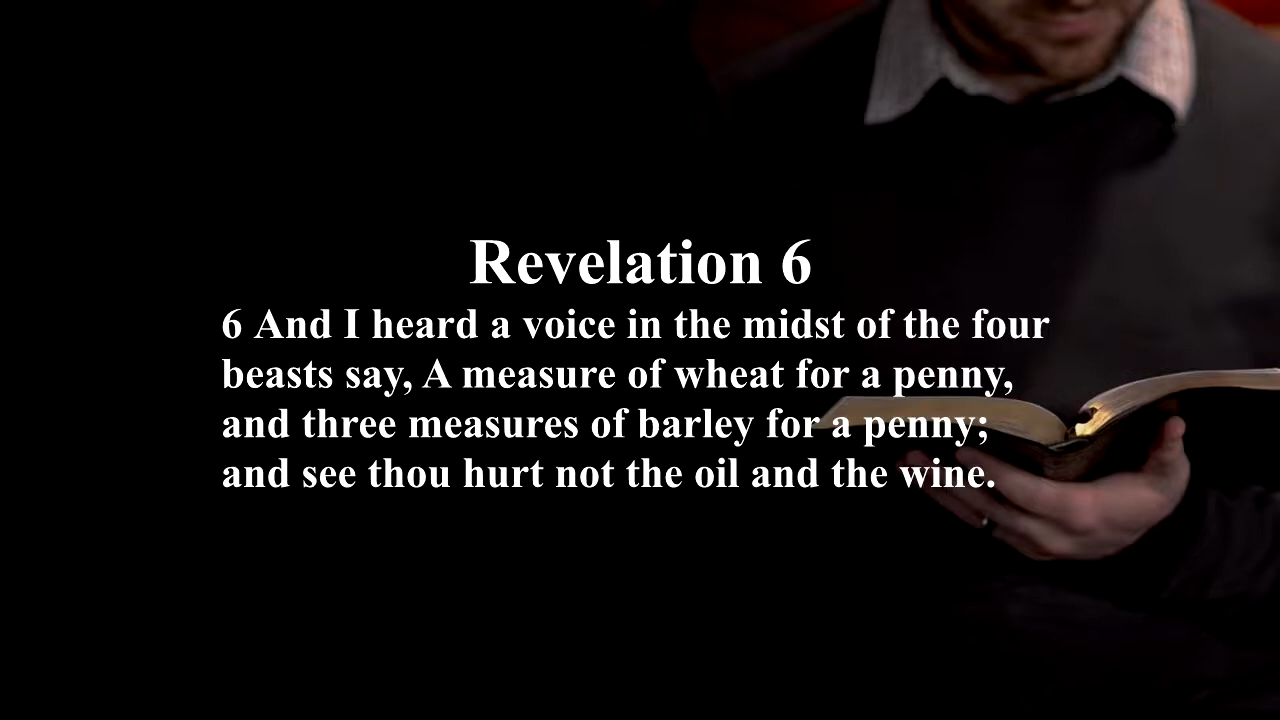 Revelation 6
6 And I heard a voice in the midst of the four
beasts say, A measure of wheat for a penny,
and three measures of barley for a penny;
and see thou hurt not the oil and the wine.